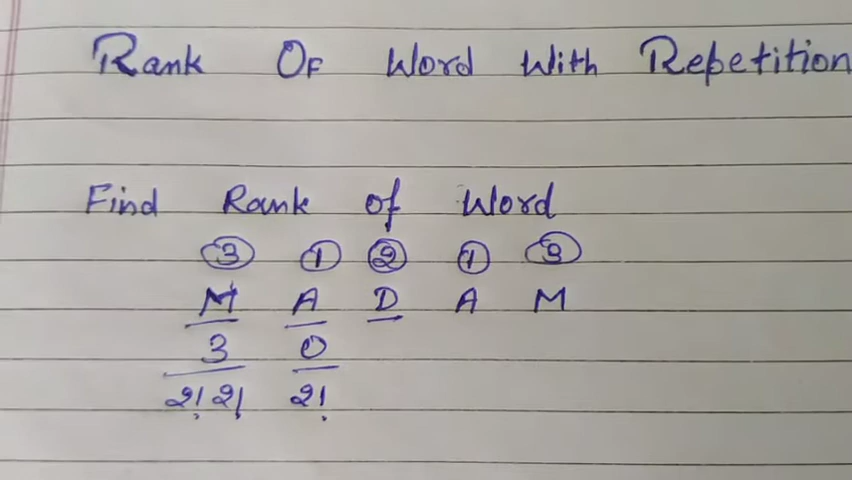 Rank Of Word With Repetition
Find Rank of Word
3 1 2 1 3
M A D A M
3 0
2! 2! 2!